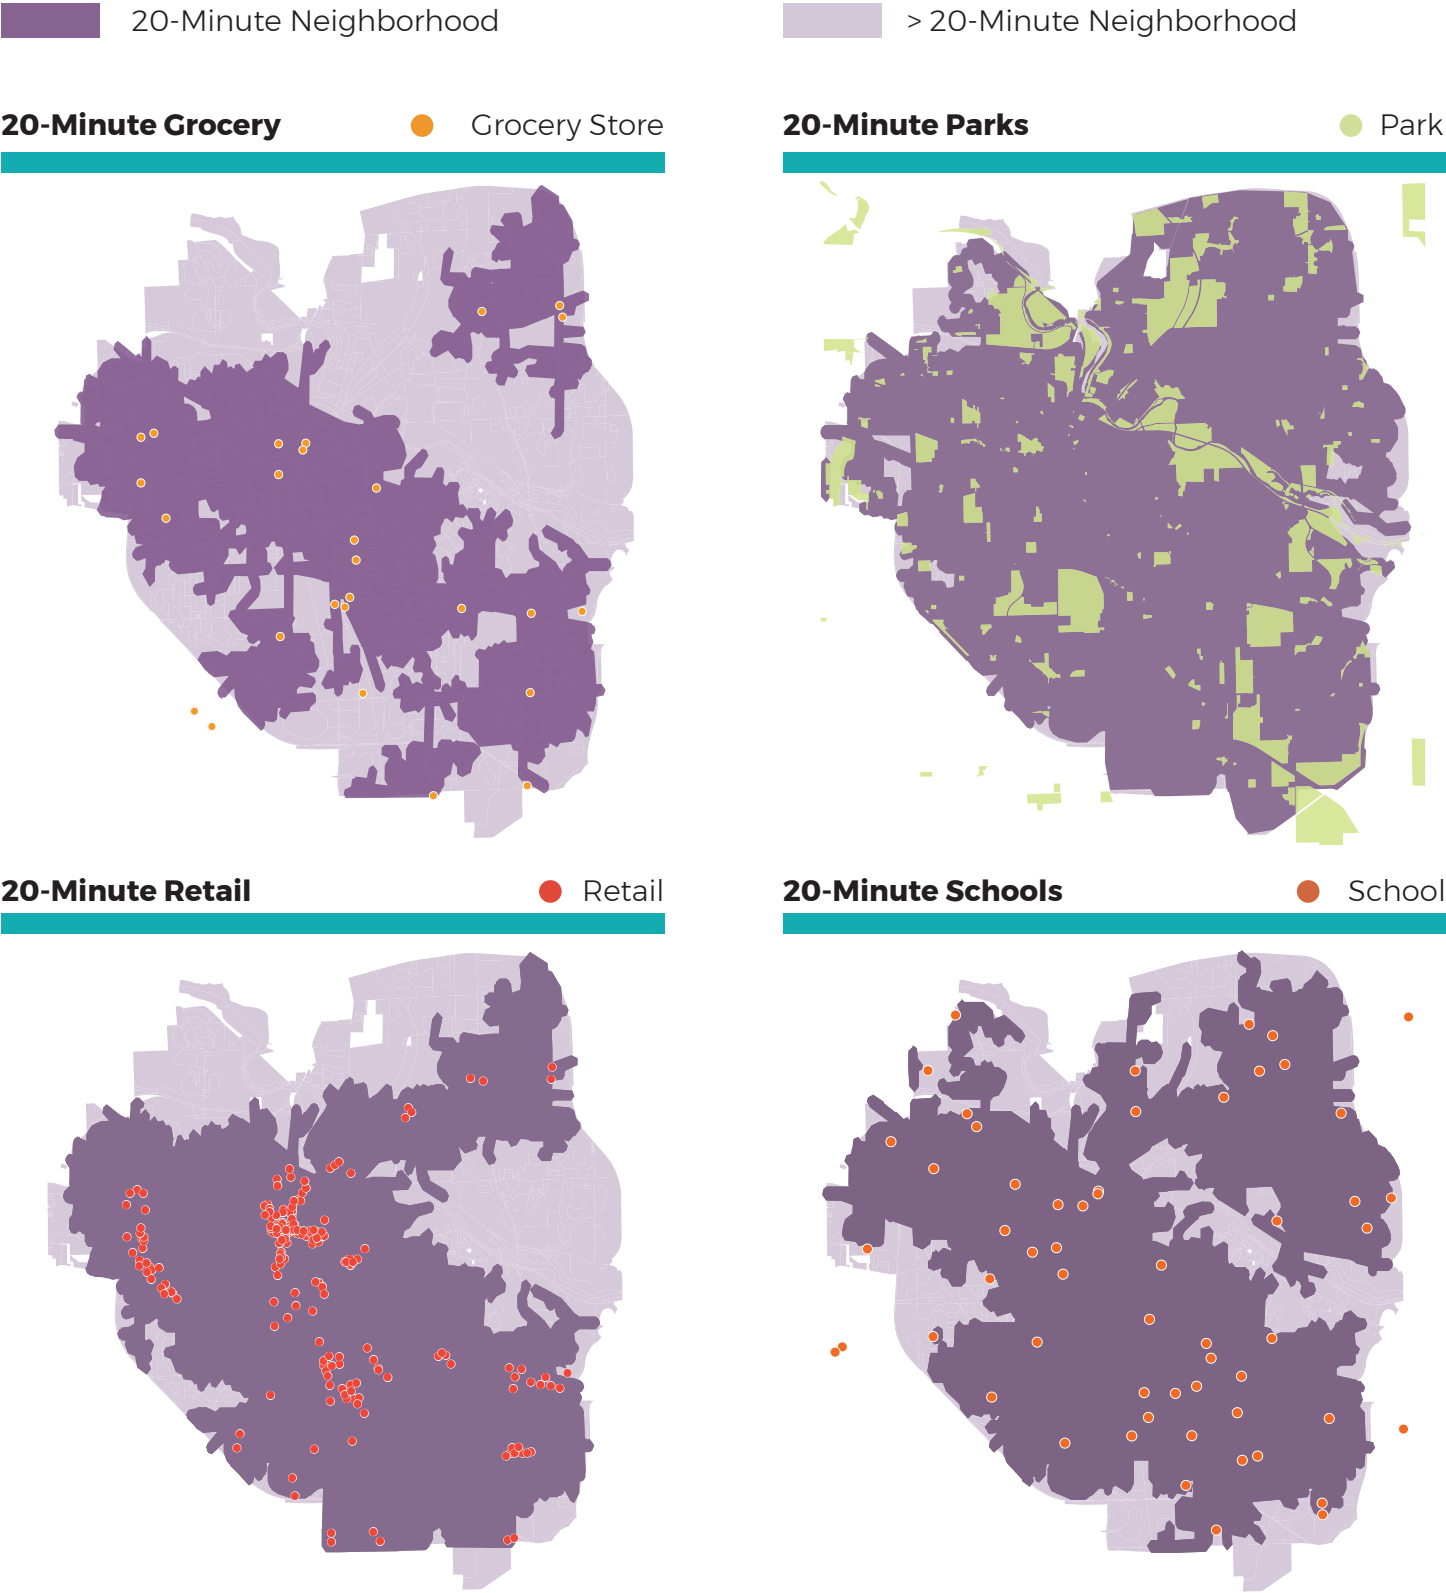 20-Minute Neighborhood
> 20-Minute Neighborhood
20-Minute Grocery
Grocery Store
20-Minute Parks
Park
20-Minute Retail
Retail
20-Minute Schools
School